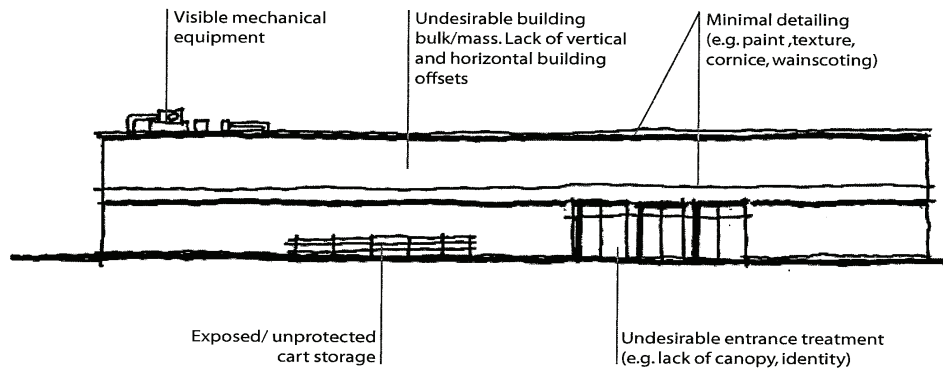 Visible mechanical
equipment
Undesirable building
bulk/mass. Lack of vertical
and horizontal building
offsets
Minimal detailing
(e.g. paint ,texture,
cornice, wainscoting)
Exposed/ unprotected
cart storage
Undesirable entrance treatment
(e.g. lack of canopy, identity)